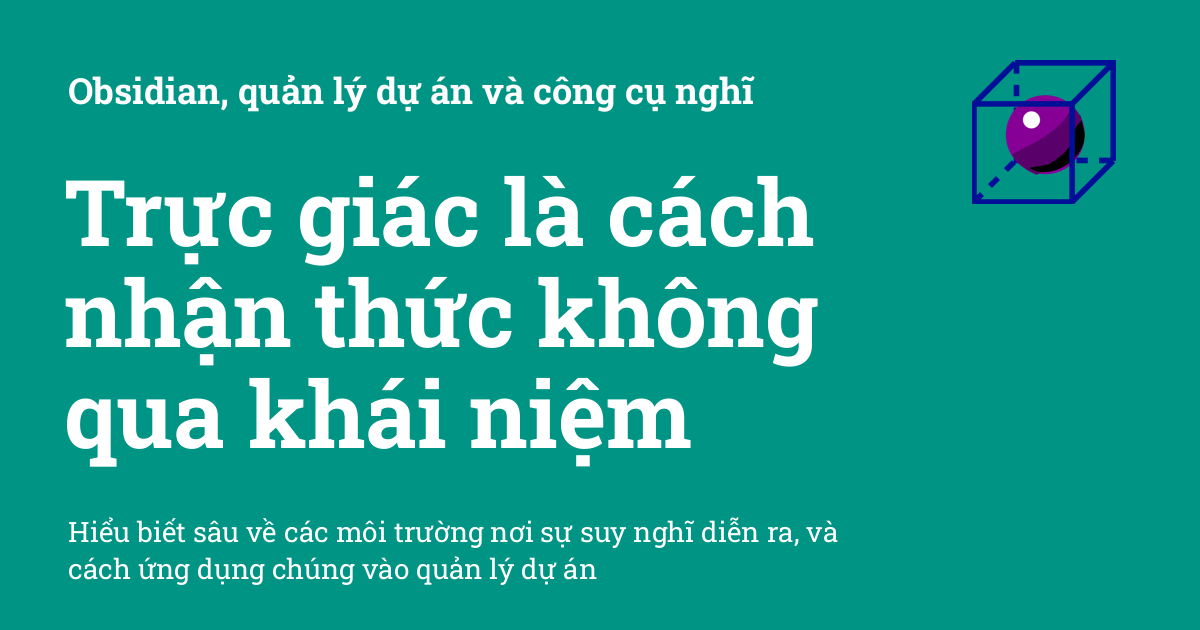 Obsidian, quản lý dự án và công cụ nghĩ
Trực giác là cách
nhận thức không
qua khái niệm
Hiểu biết sâu về các môi trường nơi sự suy nghĩ diễn ra, và
cách ứng dụng chúng vào quản lý dự án